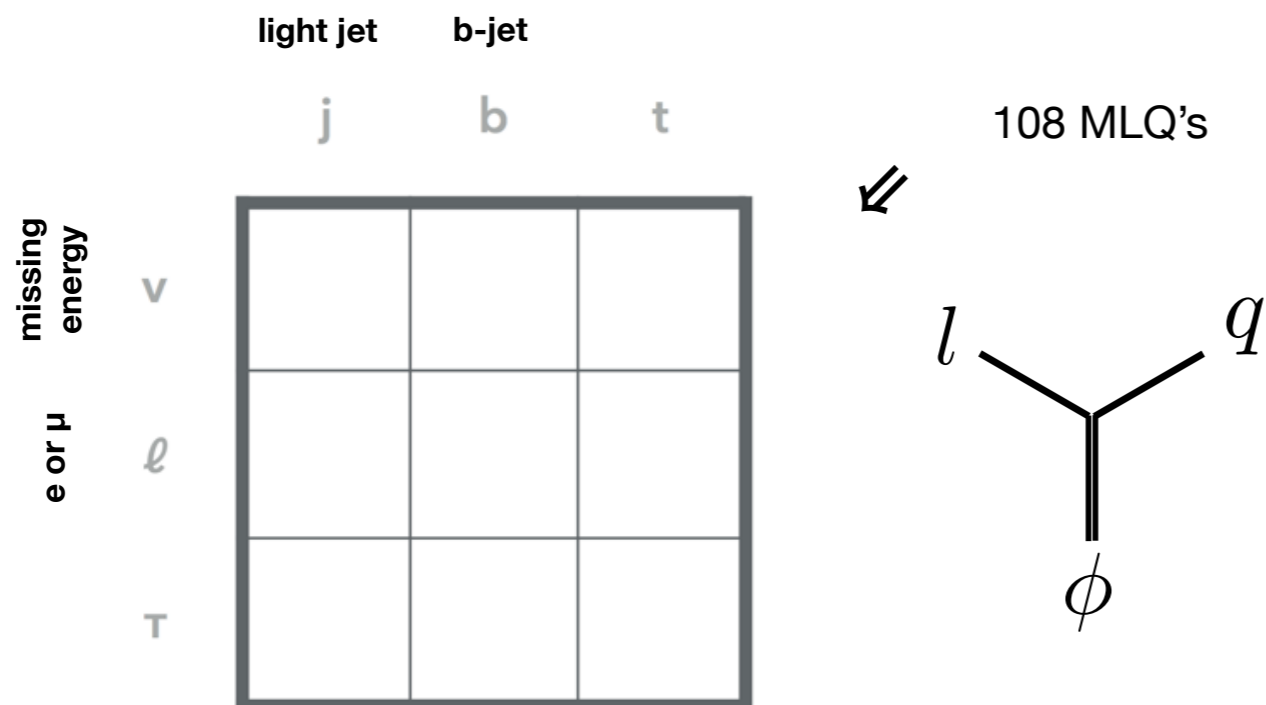 light jet b-jet
j b t
108 MLQ's
missing
energy
ν
e or μ
ℓ
τ
l
q
ϕ